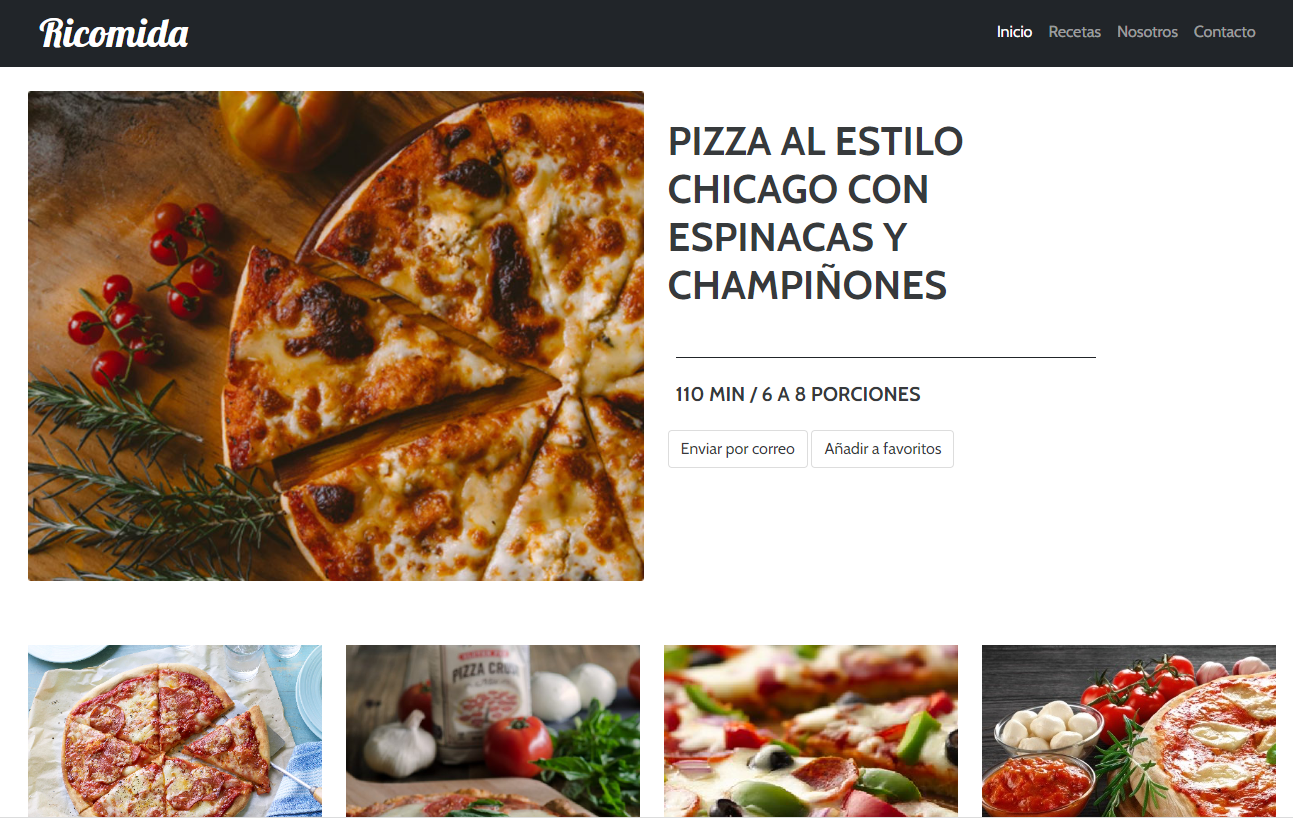 Ricomida
Inicio Recetas Nosotros Contacto
PIZZA AL ESTILO
CHICAGO CON
ESPINACAS Y
CHAMPIÑONES
110 MIN / 6 A 8 PORCIONES
Enviar por correo Añadir a favoritos
PIZZA CRUST